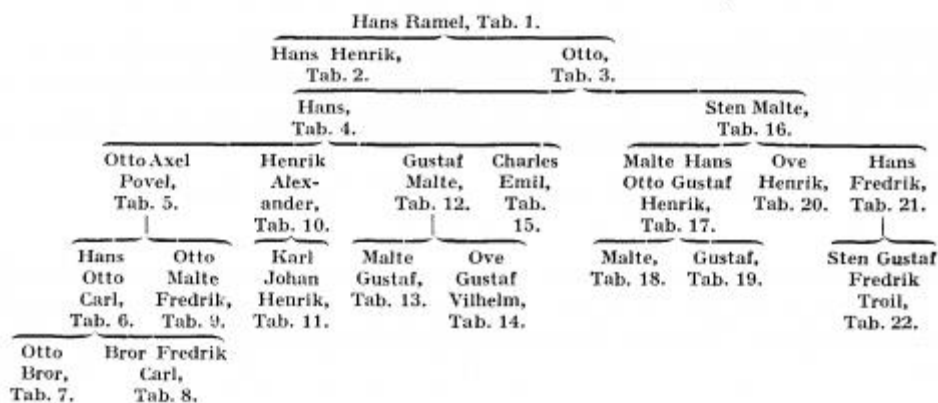 Hans Ramel, Tab. 1.
Hans Henrik,
Tab. 2.
Otto,
Tab. 3.
Hans,
Tab. 4.
Sten Malte,
Tab. 16.
Otto Axel
Povel,
Tab. 5.
Henrik
Alex-
ander,
Tab. 10.
Gustaf
Malte,
Tab. 12.
Charles
Emil,
Tab.
15.
Malte Hans
Otto Gustaf
Henrik,
Tab. 17.
Ove
Henrik,
Tab. 20.
Hans
Fredrik,
Tab. 21.
Hans
Otto
Carl,
Tab. 6.
Otto
Malte
Fredrik,
Tab. 9.
Karl
Johan
Henrik,
Tab. 11.
Malte
Gustaf,
Tab. 13.
Ove
Gustaf
Vilhelm,
Tab. 14.
Malte,
Tab. 18.
Gustaf,
Tab. 19.
Sten Gustaf
Fredrik
Troil,
Tab. 22.
Otto
Bror,
Tab. 7.
Bror Fredrik
Carl,
Tab. 8.